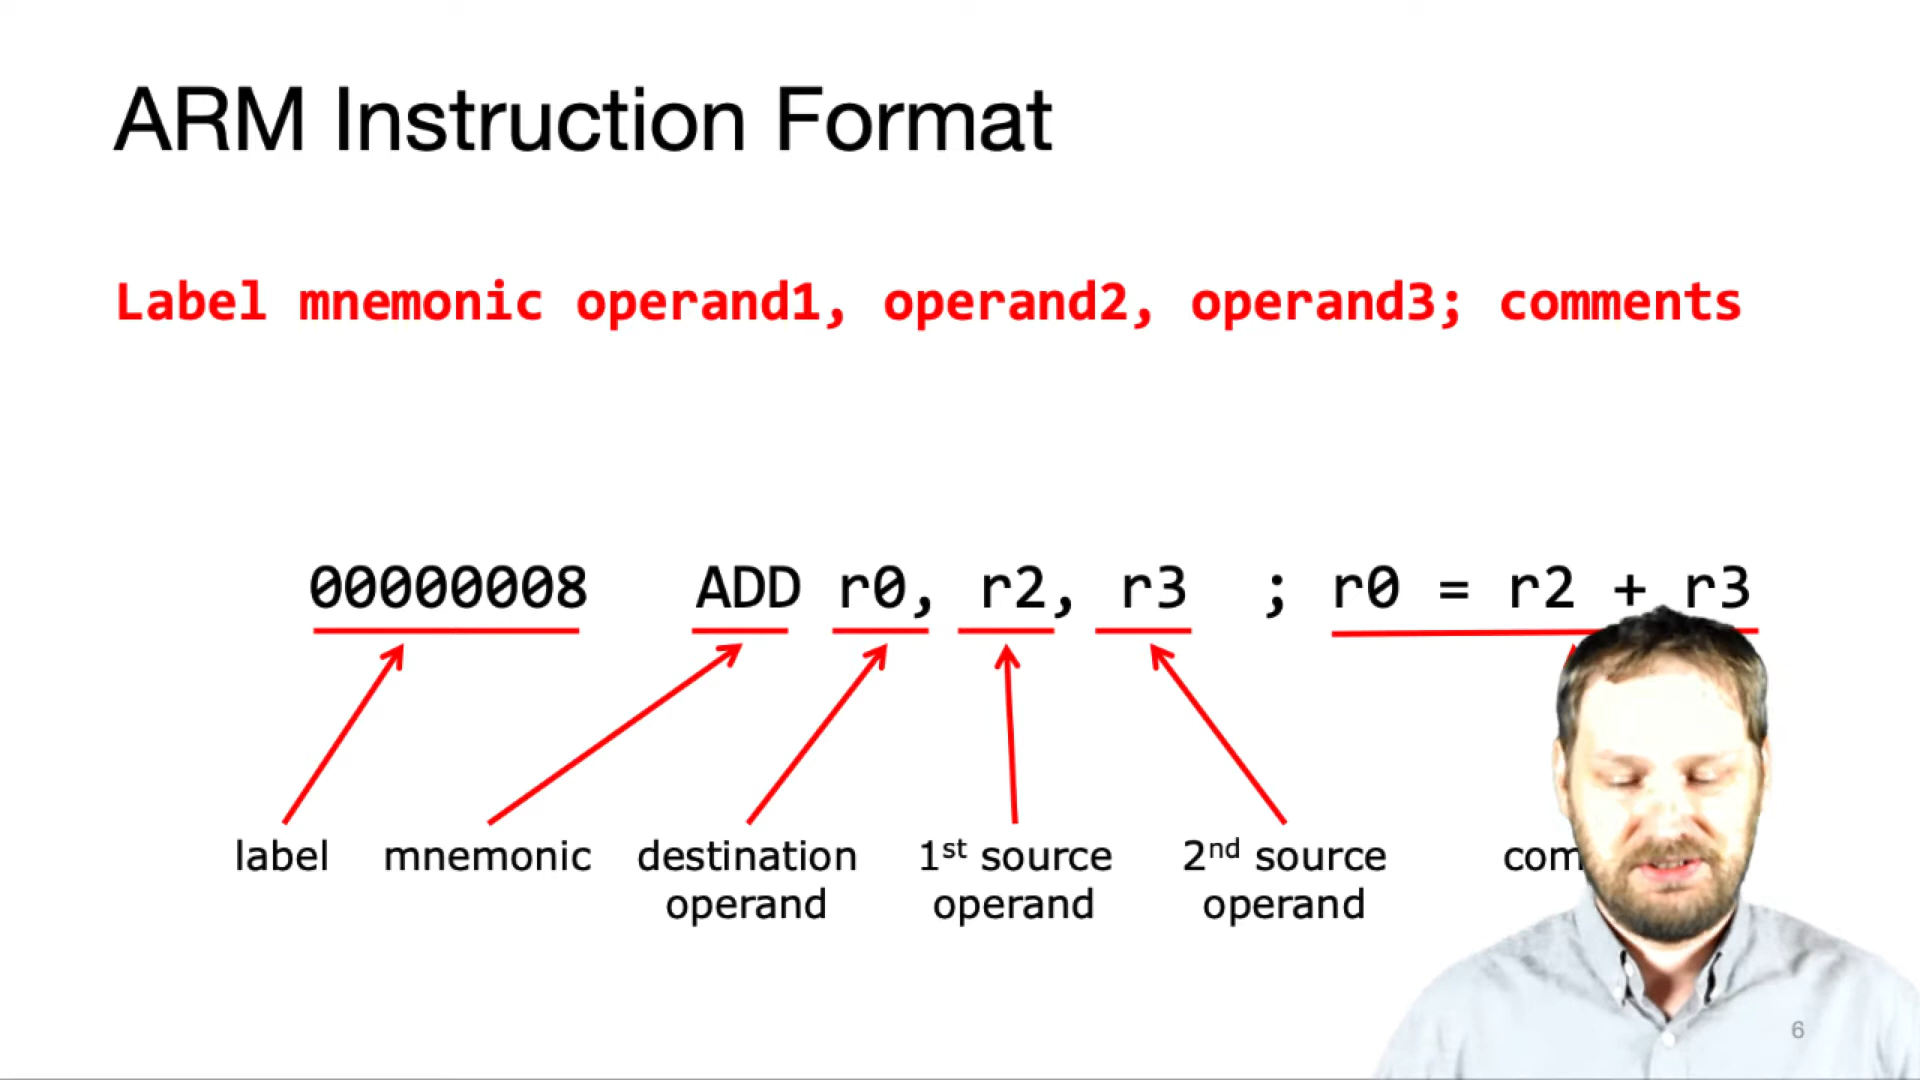 ARM Instruction Format
Label mnemonic operand1, operand2, operand3; comments
00000008 ADD r0, r2, r3 ; r0 = r2 + r3
label mnemonic destination operand 1st source operand 2nd source operand
6